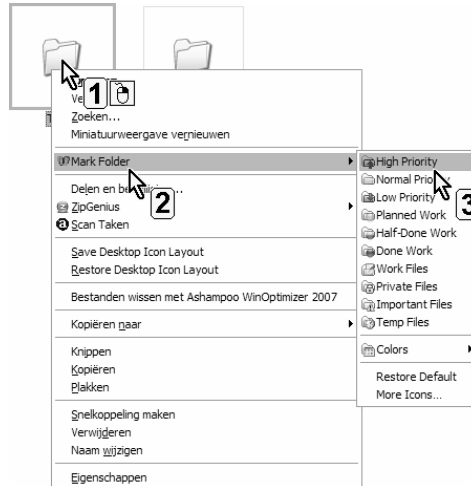 1
Zoeken...
Miniatuurweergave vernieuwen
Mark Folder
Delen en
2
ZipGenius
Scan Taken
Save Desktop Icon Layout
Restore Desktop Icon Layout
Bestanden wissen met Ashampoo WinOptimizer 2007
Kopiëren naar
Knippen
Kopiëren
Plakken
Snelkoppeling maken
Verwijderen
Naam wijzigen
Eigenschappen
High Priority
Normal
Low Priority
3
Planned Work
Half-Done Work
Done Work
Work Files
Private Files
Important Files
Temp Files
Colors
Restore Default
More Icons...